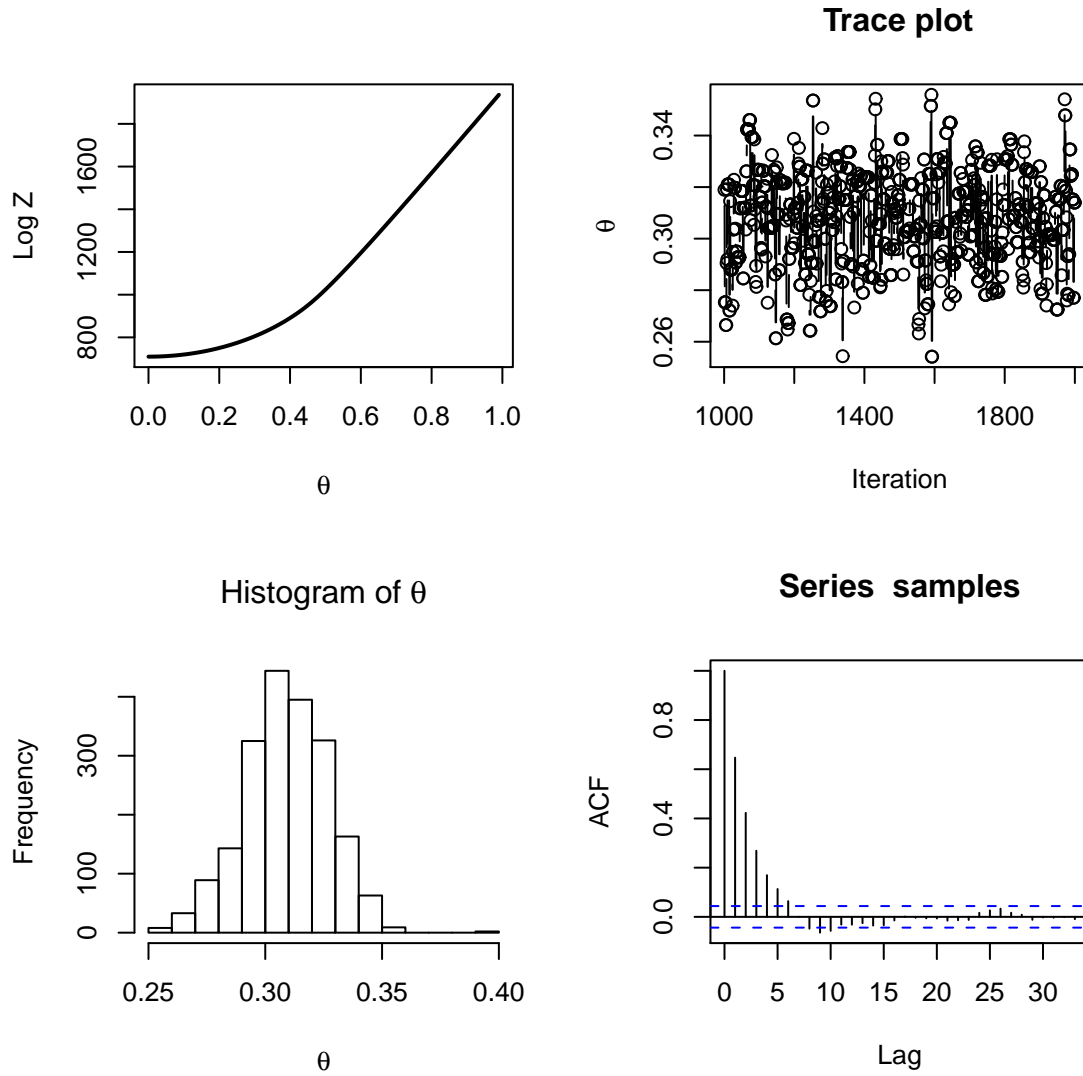 Trace plot
Log Z
800 1200 1600
0.0 0.2 0.4 0.6 0.8 1.0
θ
θ
0.26 0.30 0.34
1000 1400 1800
Iteration
Histogram of θ
Frequency
0 100 300
0.25 0.30 0.35 0.40
θ
Series samples
ACF
0.0 0.4 0.8
0 5 10 15 20 25 30
Lag